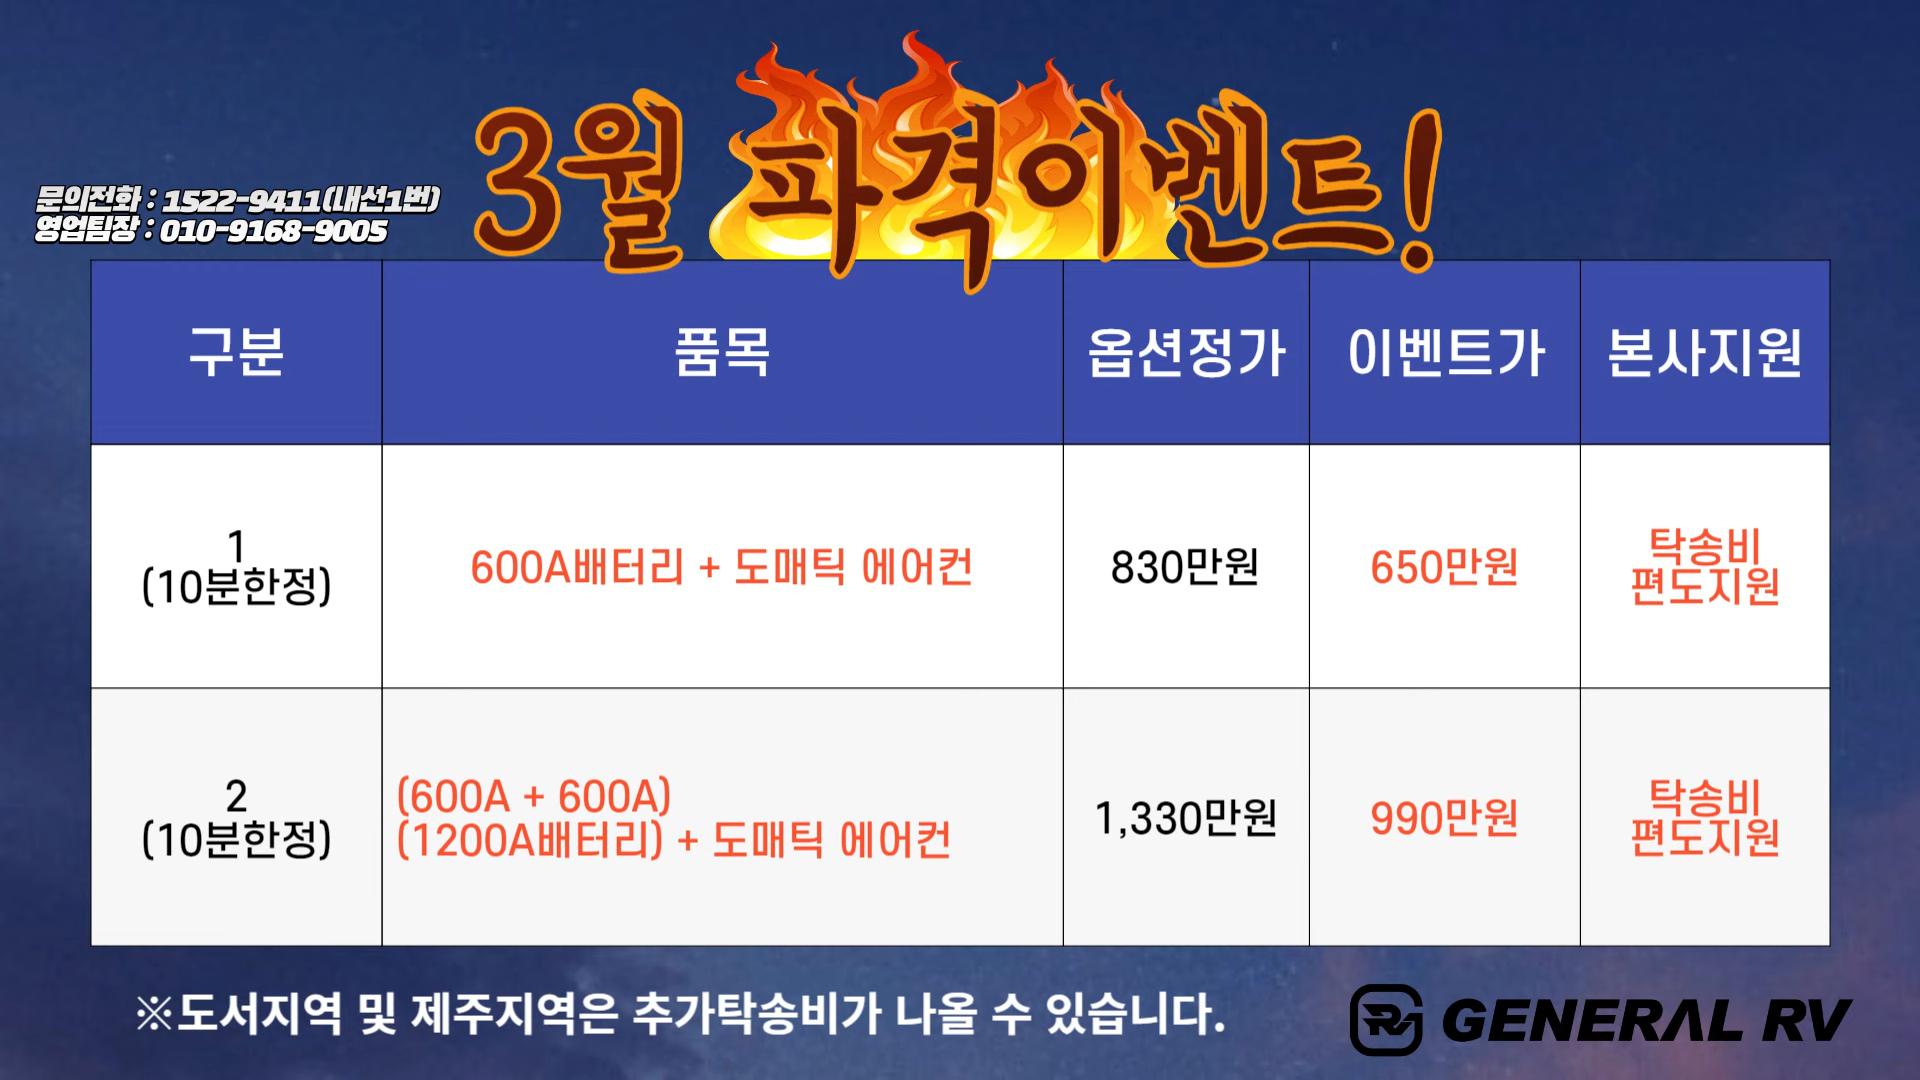 3월 파격이벤트!
문의전화 : 1522-9411(내선1번)
영업팀장 : 010-9168-9005
구분 품목 옵션정가 이벤트가 본사지원
1
(10분한정)
600A배터리 + 도매틱 에어컨
830만원
650만원
탁송비
편도지원
2
(10분한정)
(600A + 600A)
(1200A배터리) + 도매틱 에어컨
1,330만원
990만원
탁송비
편도지원
※도서지역 및 제주지역은 추가탁송비가 나올 수 있습니다.
RV GENERAL RV